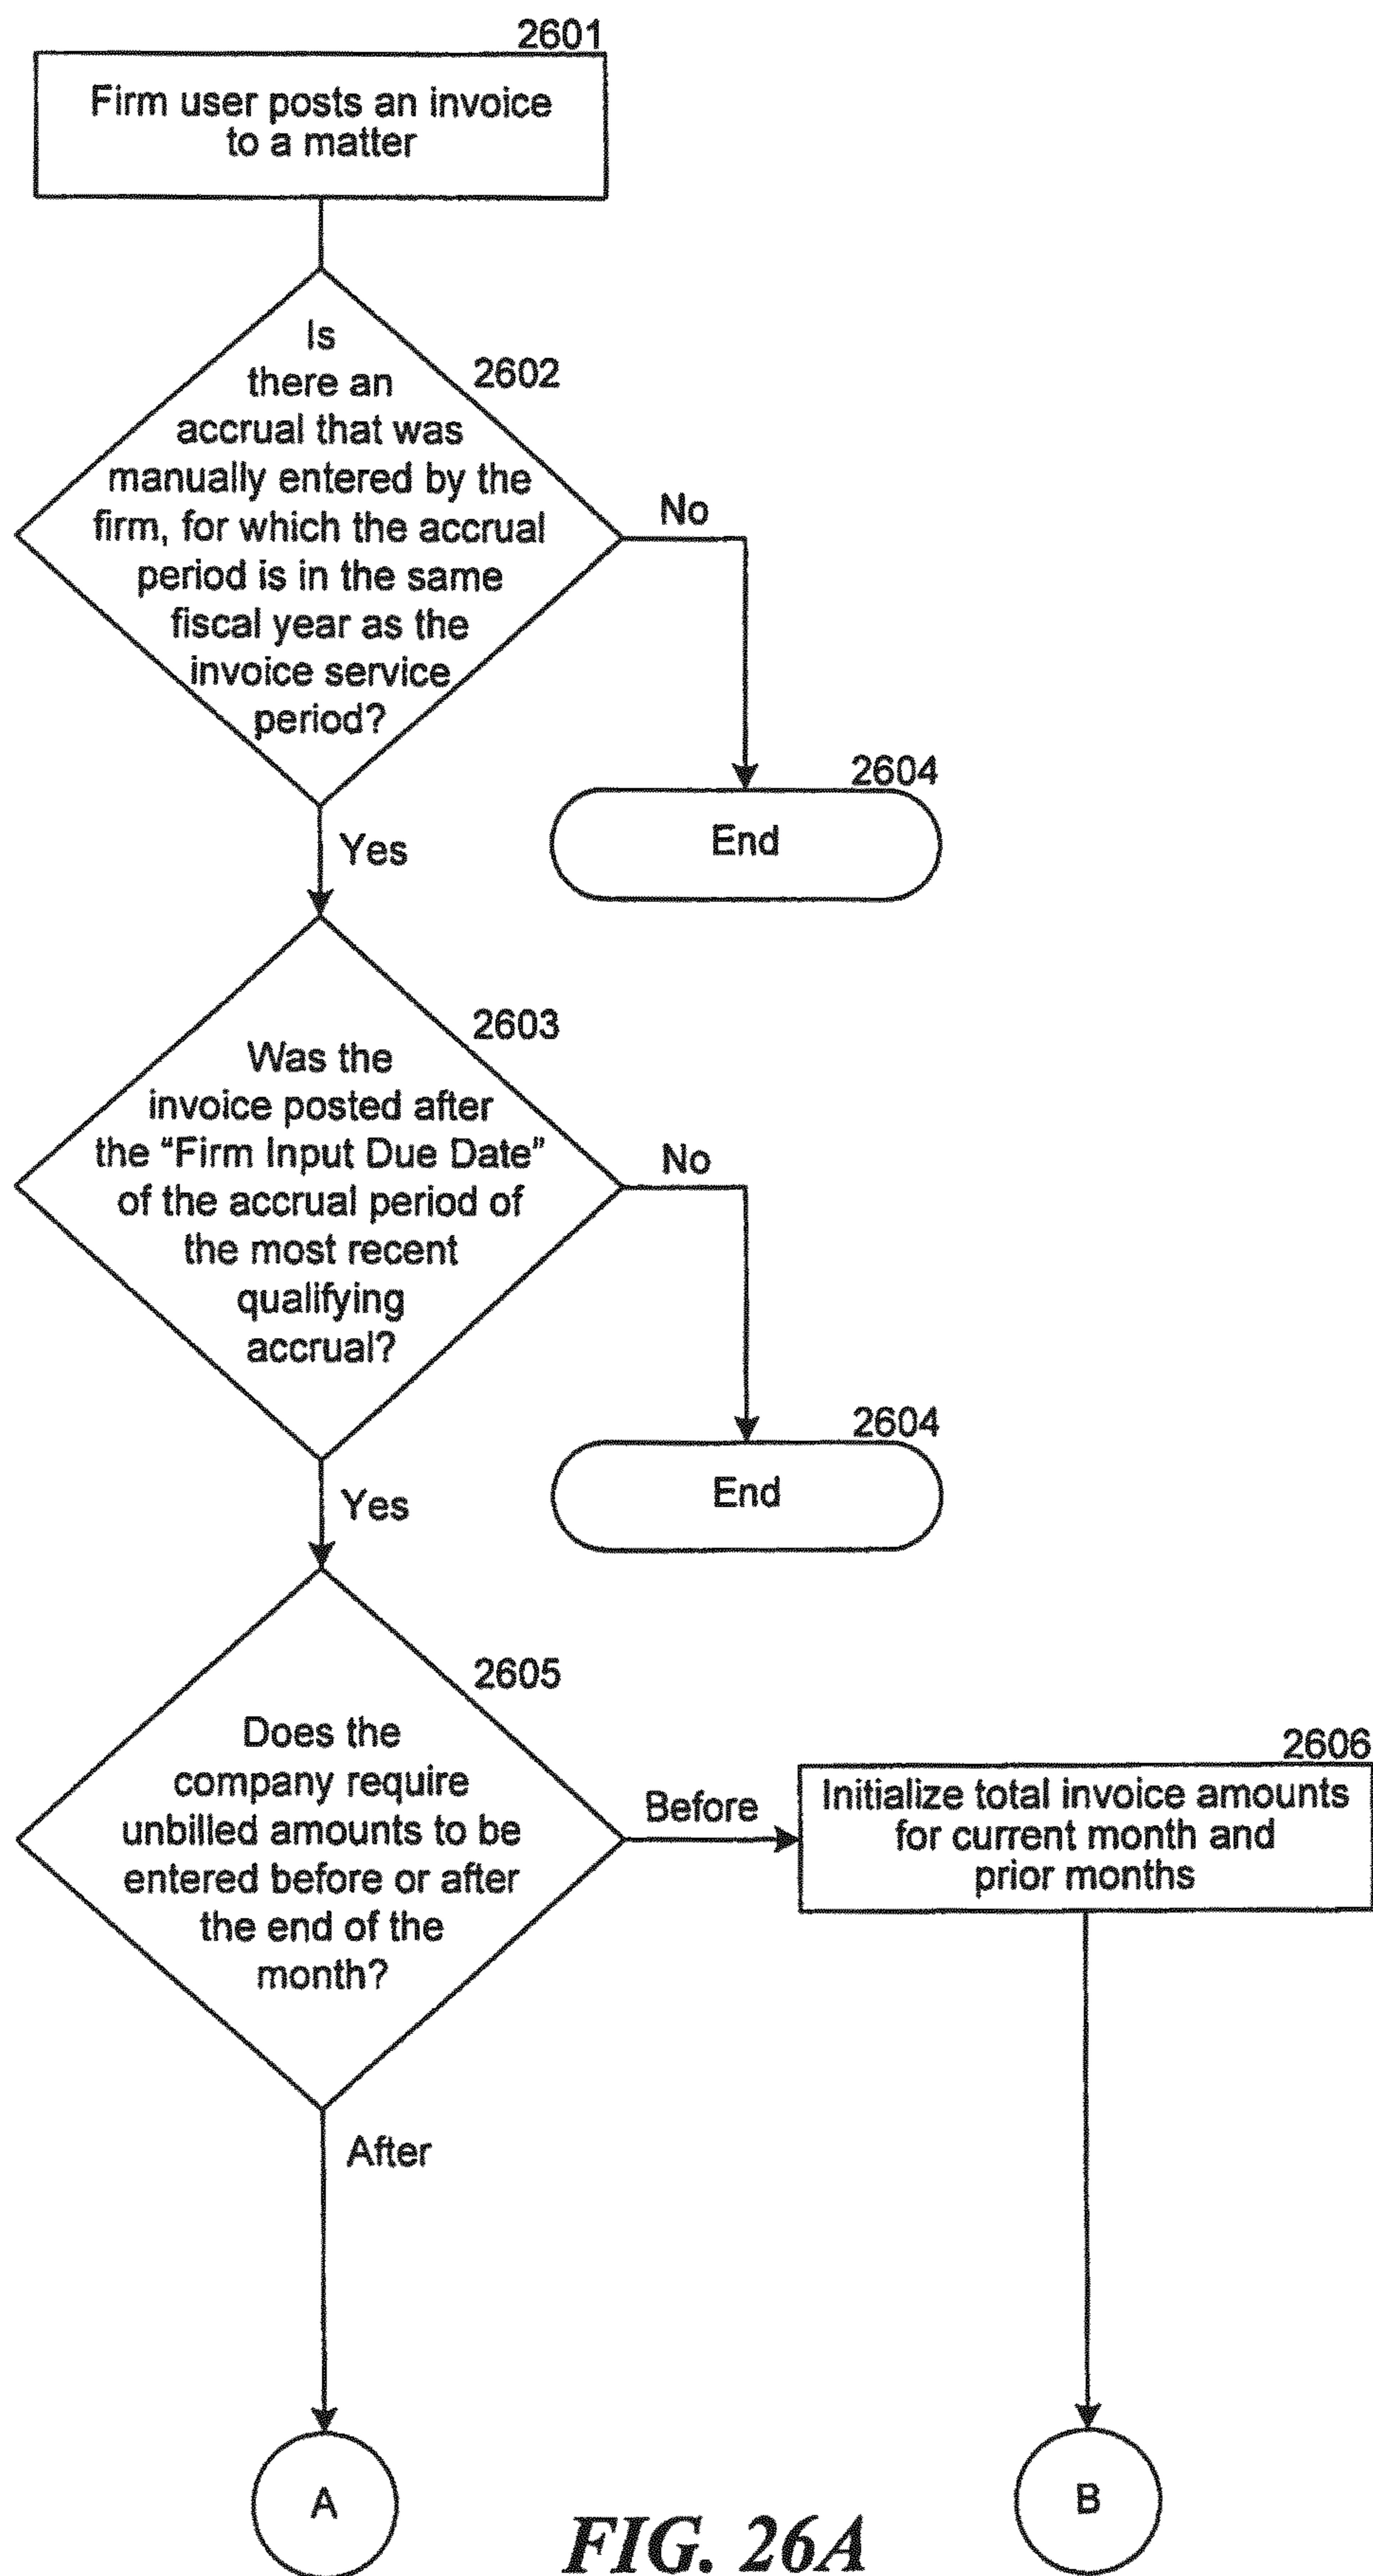 2601
Firm user posts an invoice
to a matter
Is
there an
accrual that was
manually entered by the
firm, for which the accrual
period is in the same
fiscal year as the
invoice service
period?
2602
No
2604
End
Yes
2603
Was the
invoice posted after
the “Firm Input Due Date”
of the accrual period of
the most recent
qualifying
accrual?
No
2604
End
Yes
2605
Does the
company require
unbilled amounts to be
entered before or after
the end of the
month?
Before
2606
Initialize total invoice amounts
for current month and
prior months
After
A
B
FIG. 26A